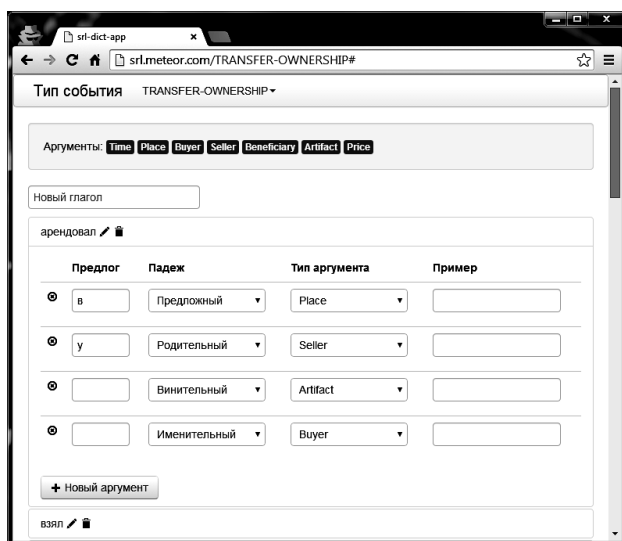 srl-dict-app
srl.meteor.com/TRANSFER-OWNERSHIP#
Тип события TRANSFER-OWNERSHIP
Аргументы: Time Place Buyer Seller Beneficiary Artifact Price
Новый глагол
арендовал
Предлог Падеж Тип аргумента Пример
в Предложный Place
у Родительный Seller
Винительный Artifact
Именительный Buyer
+ Новый аргумент
взял